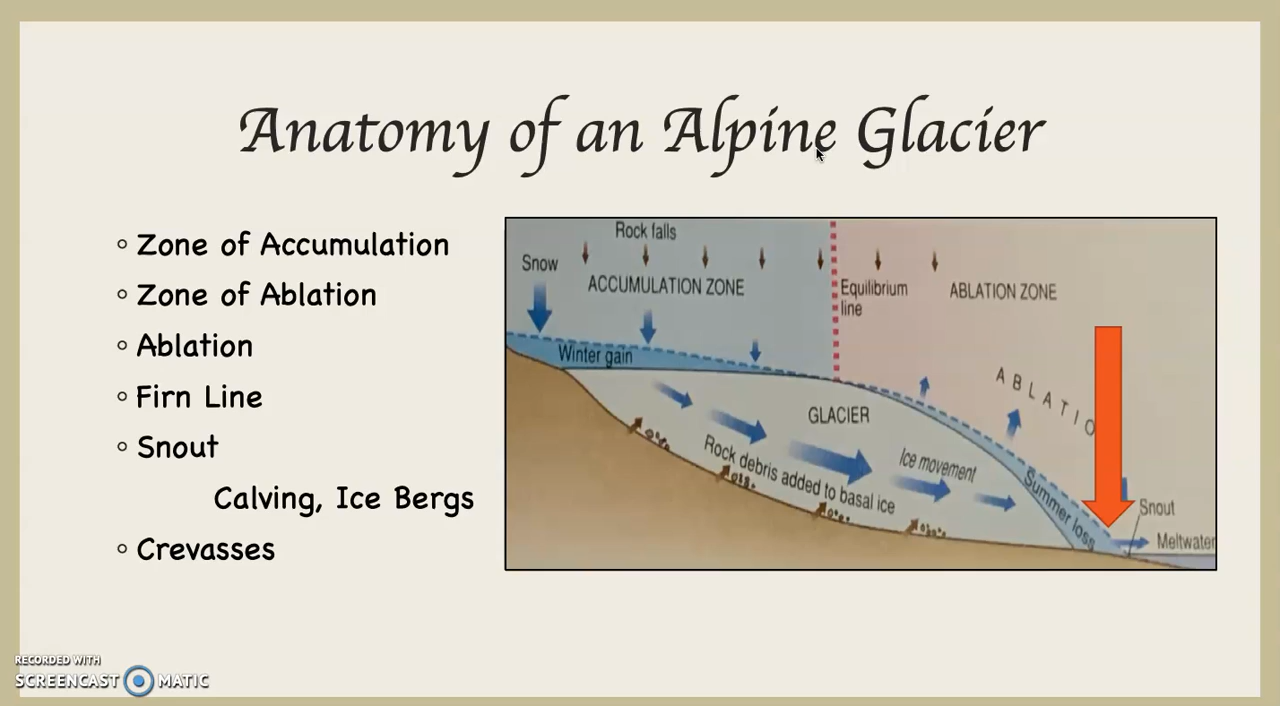 Anatomy of an Alpine Glacier
◦ Zone of Accumulation
◦ Zone of Ablation
◦ Ablation
◦ Firn Line
◦ Snout
Calving, Ice Bergs
◦ Crevasses
Rock falls
Snow
ACCUMULATION ZONE
Equilibrium
line
ABLATION ZONE
Winter gain
ABLATIO
GLACIER
Rock debris added to basal ice
Ice movement
Summer loss
Snout
Meltwater
RECORDED WITH
SCREENCAST MATIC